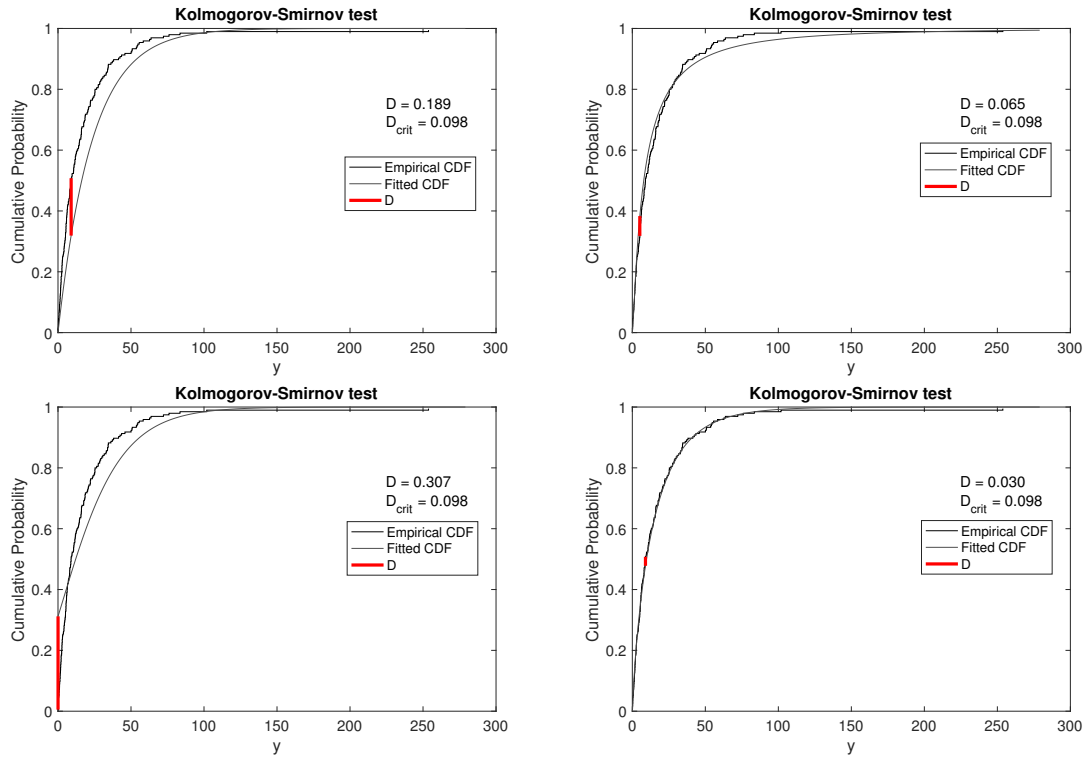 Kolmogorov-Smirnov test
1
0.8
0.6
0.4
0.2
0
Cumulative Probability
D = 0.189
D_crit = 0.098
Empirical CDF
Fitted CDF
D
0 50 100 150 200 250 300
y
Kolmogorov-Smirnov test
1
0.8
0.6
0.4
0.2
0
Cumulative Probability
D = 0.065
D_crit = 0.098
Empirical CDF
Fitted CDF
D
0 50 100 150 200 250 300
y
Kolmogorov-Smirnov test
1
0.8
0.6
0.4
0.2
0
Cumulative Probability
D = 0.307
D_crit = 0.098
Empirical CDF
Fitted CDF
D
0 50 100 150 200 250 300
y
Kolmogorov-Smirnov test
1
0.8
0.6
0.4
0.2
0
Cumulative Probability
D = 0.030
D_crit = 0.098
Empirical CDF
Fitted CDF
D
0 50 100 150 200 250 300
y